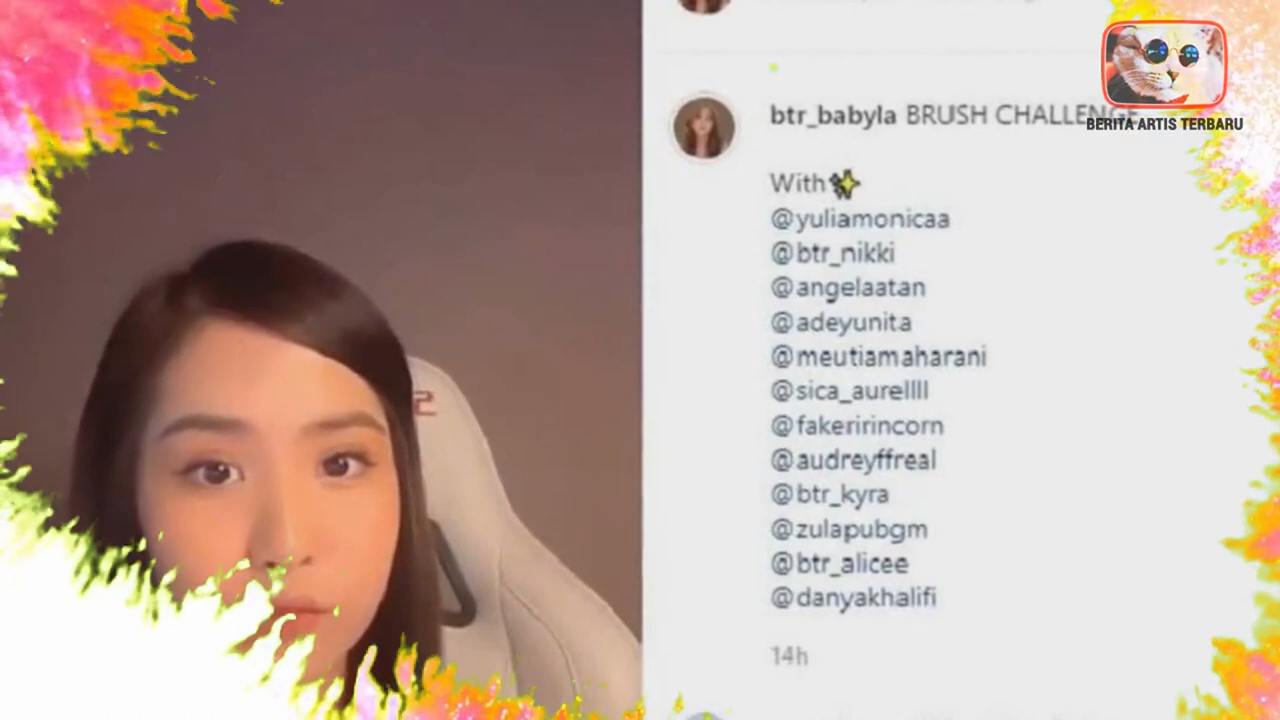 btr_babyla BRUSH CHALLENGE
BERITA ARTIS TERBARU
With✨
@yuliamonicaa
@btr_nikki
@angelaatan
@adeyunita
@meutiamaharani
@sica_aurellll
@fakeririncorn
@audreyffreal
@btr_kyra
@zulapubgm
@btr_alicee
@danyakhalifi
14h